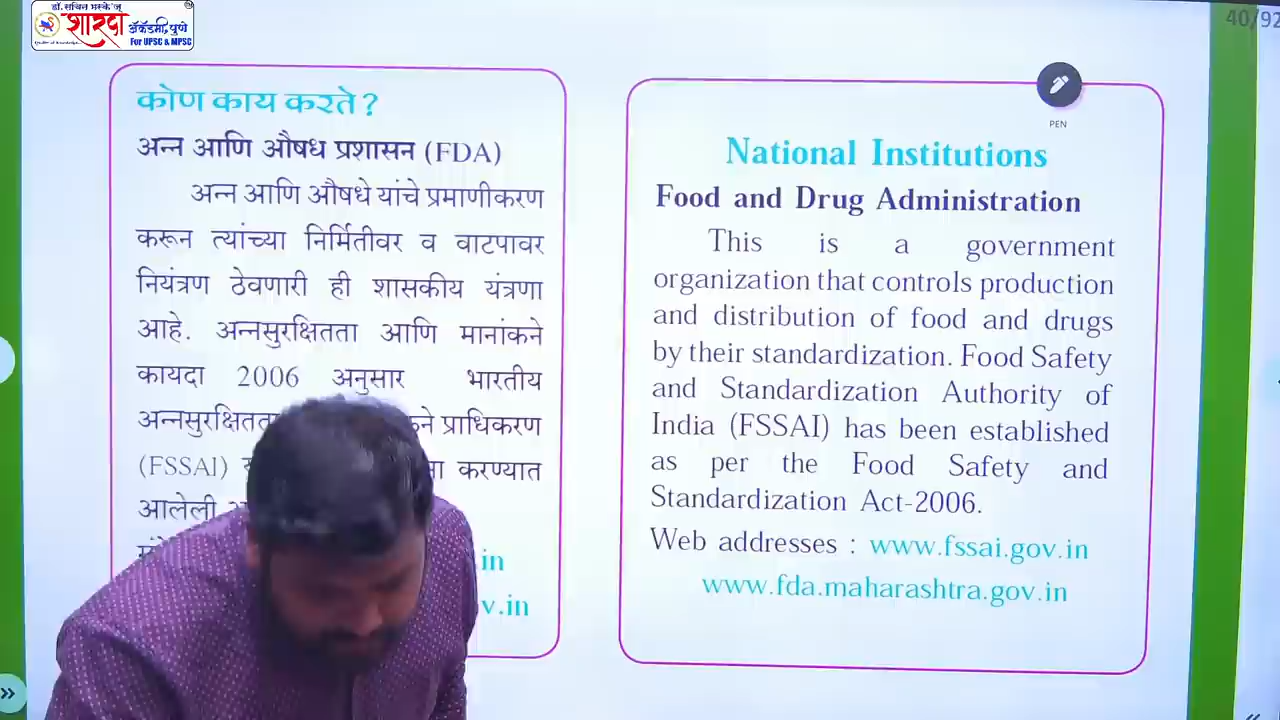 डॉ. सचिन भस्के'ज्
शारदा
ॲकॅडमी, पुणे
For UPSC & MPSC
40/92
कोण काय करते ?
अन्न आणि औषध प्रशासन (FDA)
अन्न आणि औषधे यांचे प्रमाणीकरण
करून त्यांच्या निर्मितीवर व वाटपावर
नियंत्रण ठेवणारी ही शासकीय यंत्रणा
आहे. अन्नसुरक्षितता आणि मानांकने
कायदा 2006 अनुसार भारतीय
अन्नसुरक्षितता प्राधिकरण
(FSSAI) करण्यात
आलेली
.in
v.in
PEN
National Institutions
Food and Drug Administration
This is a government
organization that controls production
and distribution of food and drugs
by their standardization. Food Safety
and Standardization Authority of
India (FSSAI) has been established
as per the Food Safety and
Standardization Act-2006.
Web addresses : www.fssai.gov.in
www.fda.maharashtra.gov.in